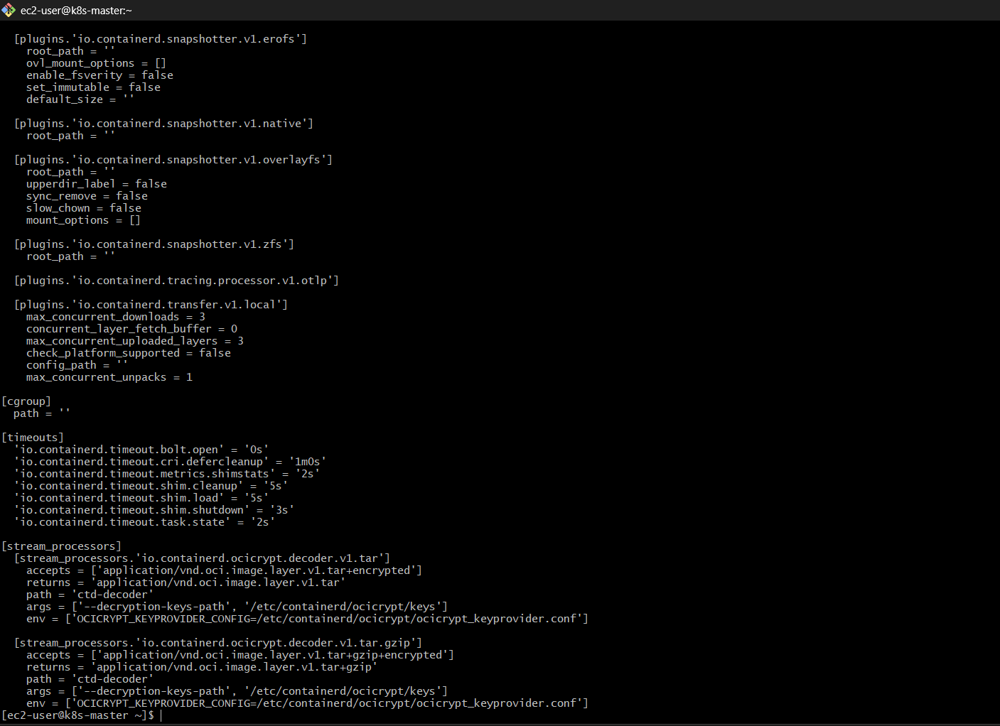 ec2-user@k8s-master:~
[plugins.'io.containerd.snapshotter.v1.erofs']
root_path = ''
ovl_mount_options = []
enable_fsverity = false
set_immutable = false
default_size = ''
[plugins.'io.containerd.snapshotter.v1.native']
root_path = ''
[plugins.'io.containerd.snapshotter.v1.overlayfs']
root_path = ''
upperdir_label = false
sync_remove = false
slow_chown = false
mount_options = []
[plugins.'io.containerd.snapshotter.v1.zfs']
root_path = ''
[plugins.'io.containerd.tracing.processor.v1.otlp']
[plugins.'io.containerd.transfer.v1.local']
max_concurrent_downloads = 3
concurrent_layer_fetch_buffer = 0
max_concurrent_uploaded_layers = 3
check_platform_supported = false
config_path = ''
max_concurrent_unpacks = 1
[cgroup]
path = ''
[timeouts]
'io.containerd.timeout.bolt.open' = '0s'
'io.containerd.timeout.cri.defercleanup' = '1m0s'
'io.containerd.timeout.metrics.shimstats' = '2s'
'io.containerd.timeout.shim.cleanup' = '5s'
'io.containerd.timeout.shim.load' = '5s'
'io.containerd.timeout.shim.shutdown' = '3s'
'io.containerd.timeout.task.state' = '2s'
[stream_processors]
[stream_processors.'io.containerd.ocicrypt.decoder.v1.tar']
accepts = ['application/vnd.oci.image.layer.v1.tar+encrypted']
returns = 'application/vnd.oci.image.layer.v1.tar'
path = 'ctd-decoder'
args = ['--decryption-keys-path', '/etc/containerd/ocicrypt/keys']
env = ['OCICRYPT_KEYPROVIDER_CONFIG=/etc/containerd/ocicrypt/ocicrypt_keyprovider.conf']
[stream_processors.'io.containerd.ocicrypt.decoder.v1.tar.gzip']
accepts = ['application/vnd.oci.image.layer.v1.tar+gzip+encrypted']
returns = 'application/vnd.oci.image.layer.v1.tar+gzip'
path = 'ctd-decoder'
args = ['--decryption-keys-path', '/etc/containerd/ocicrypt/keys']
env = ['OCICRYPT_KEYPROVIDER_CONFIG=/etc/containerd/ocicrypt/ocicrypt_keyprovider.conf']
[ec2-user@k8s-master ~]$